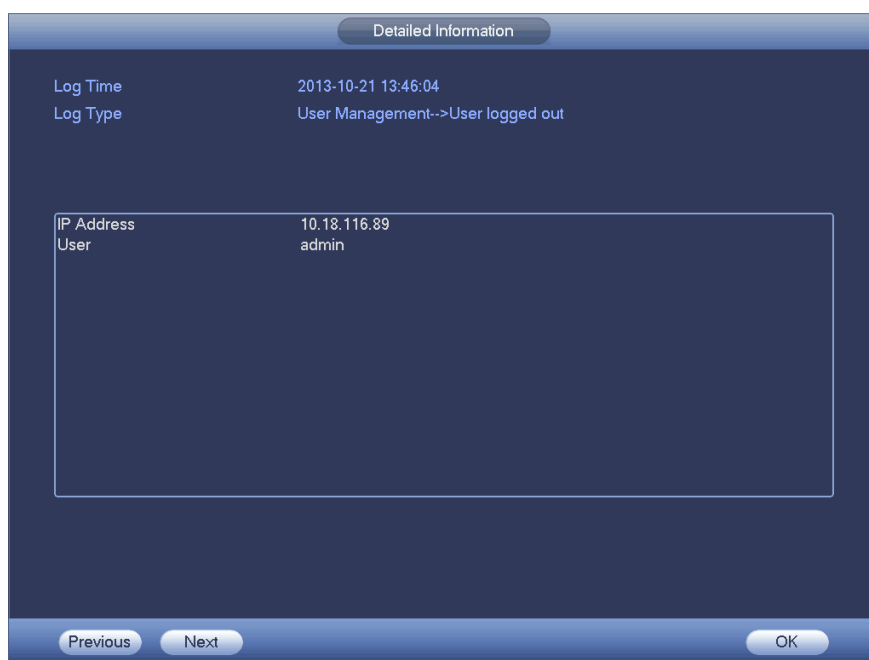 Detailed Information
Log Time 2013-10-21 13:46:04
Log Type User Management-->User logged out
IP Address 10.18.116.89
User admin
Previous Next OK